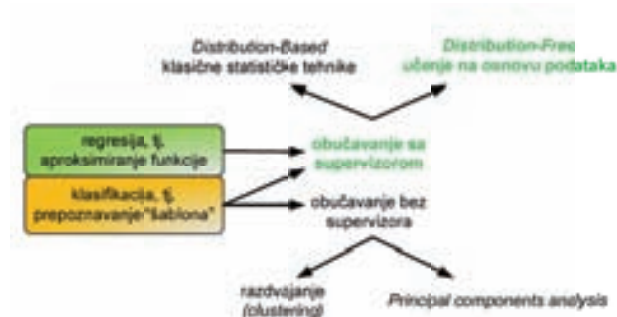 Distribution-Based
klasične statističke tehnike
Distribution-Free
učenje na osnovu podataka
regresija, tj.
aproksimiranje funkcije
obučavanje sa
supervizorom
klasifikacija, tj.
prepoznavanje "šablona"
obučavanje bez
supervizora
razdvajanje
(clustering)
Principal components analysis